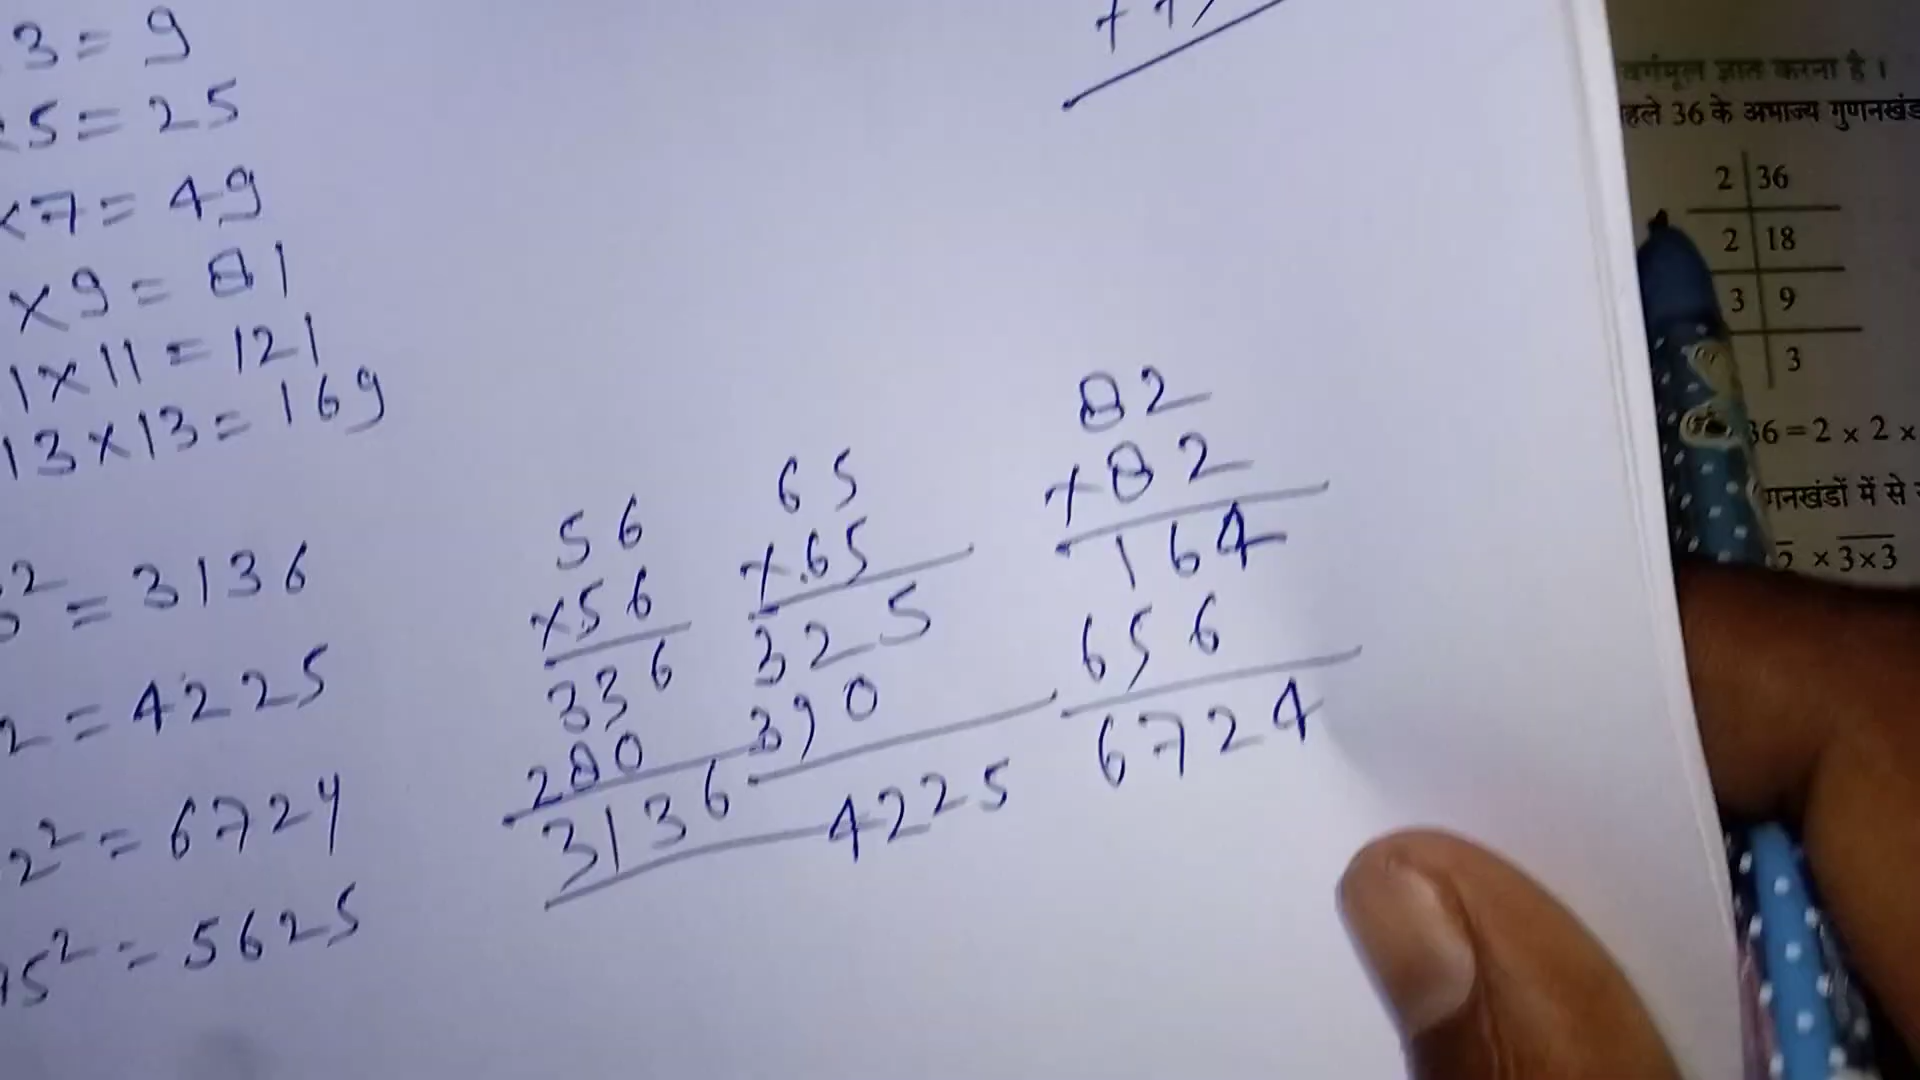 3 = 9
5 = 25
×7 = 49
×9 = 81
1×11 = 121
13×13 = 169
² = 3136
2 = 4225
2² = 6724
5² = 5625
56
×56
336
280
3136
65
×65
325
390
4225
82
×82
164
656
6724
वर्गमूल ज्ञात करना है ।
हले 36 के अभाज्य गुणनखंड
2 36
2 18
3 9
3
36 = 2 × 2 ×
में से
2 × 3×3